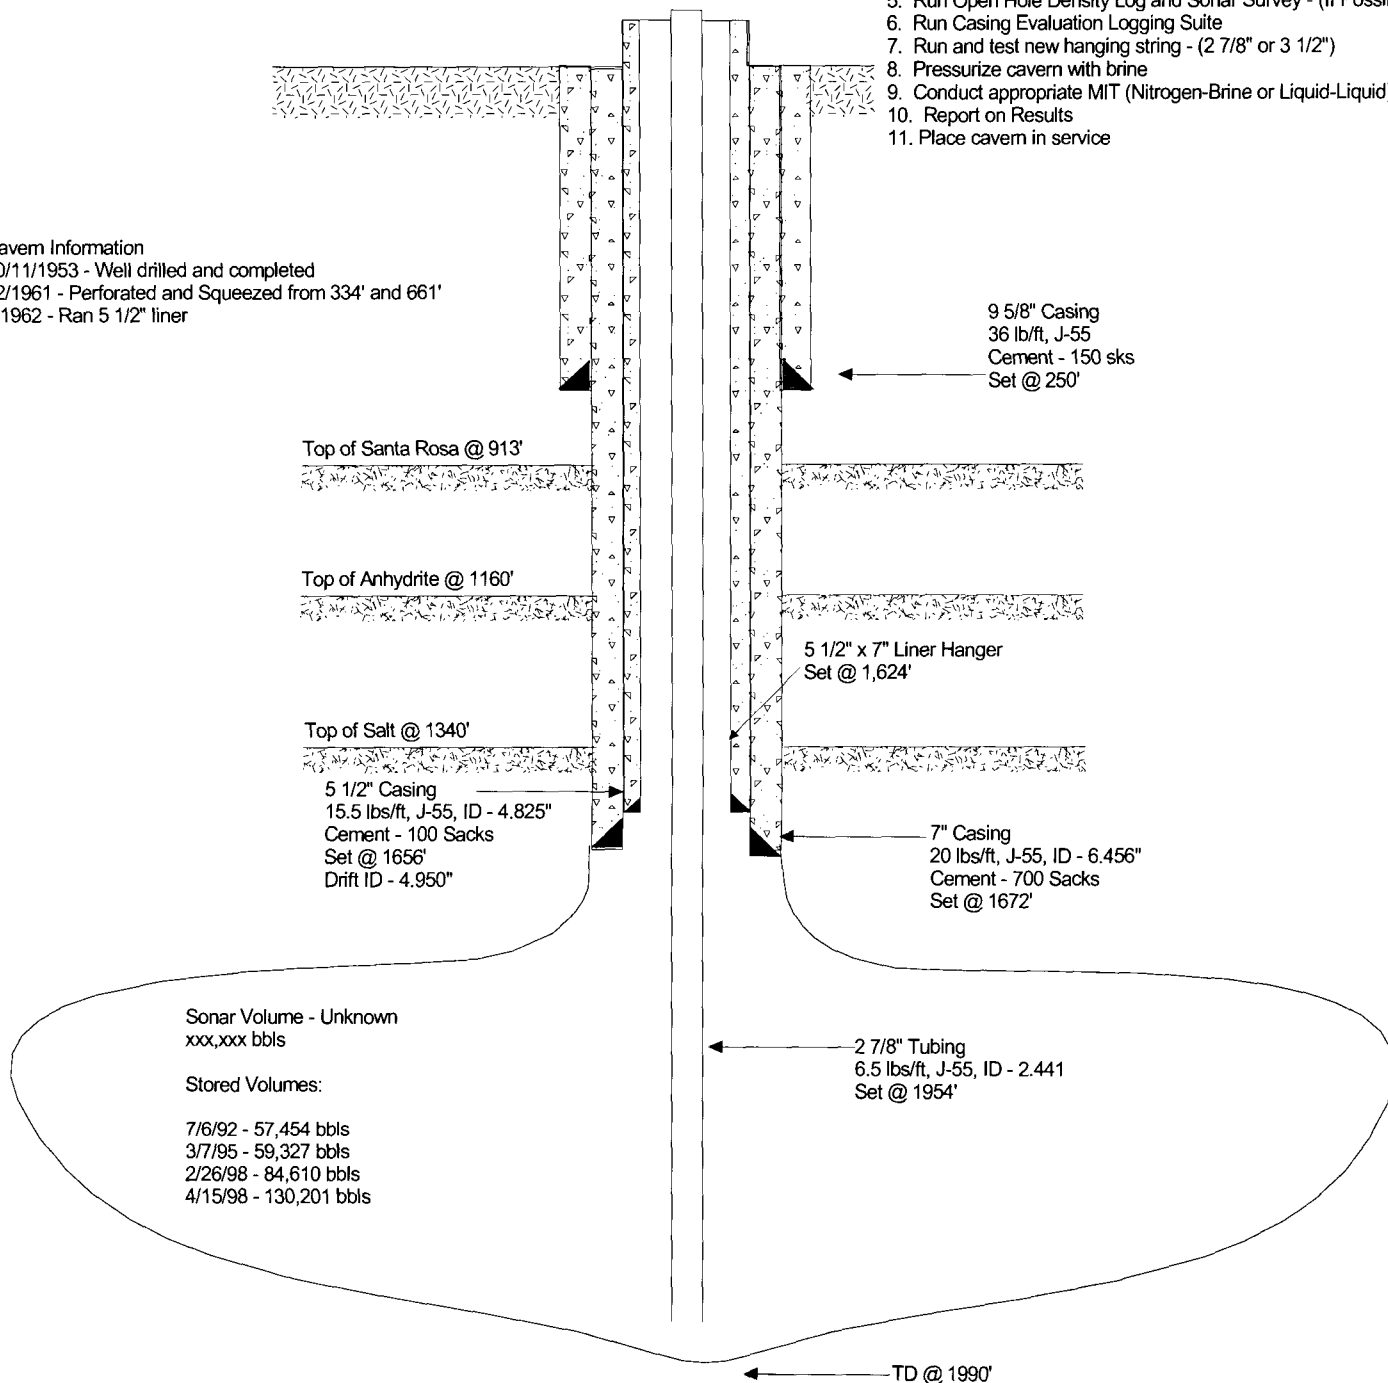 5. Run Open Hole Density Log and Sonar Survey - (If
6. Run Casing Evaluation Logging Suite
7. Run and test new hanging string - (2 7/8" or 3 1/2")
8. Pressurize cavern with brine
9. Conduct appropriate MIT (Nitrogen-Brine or Liquid-Liquid)
10. Report on Results
11. Place cavern in service
avern Information
0/11/1953 - Well drilled and completed
2/1961 - Perforated and Squeezed from 334' and 661'
1962 - Ran 5 1/2" liner
9 5/8" Casing
36 lb/ft, J-55
Cement - 150 sks
Set @ 250'
Top of Santa Rosa @ 913'
Top of Anhydrite @ 1160'
5 1/2" x 7" Liner Hanger
Set @ 1,624'
Top of Salt @ 1340'
5 1/2" Casing
15.5 lbs/ft, J-55, ID - 4.825"
Cement - 100 Sacks
Set @ 1656'
Drift ID - 4.950"
7" Casing
20 lbs/ft, J-55, ID - 6.456"
Cement - 700 Sacks
Set @ 1672'
Sonar Volume - Unknown
xxx,xxx bbls
Stored Volumes:
7/6/92 - 57,454 bbls
3/7/95 - 59,327 bbls
2/26/98 - 84,610 bbls
4/15/98 - 130,201 bbls
2 7/8" Tubing
6.5 lbs/ft, J-55, ID - 2.441
Set @ 1954'
TD @ 1990'